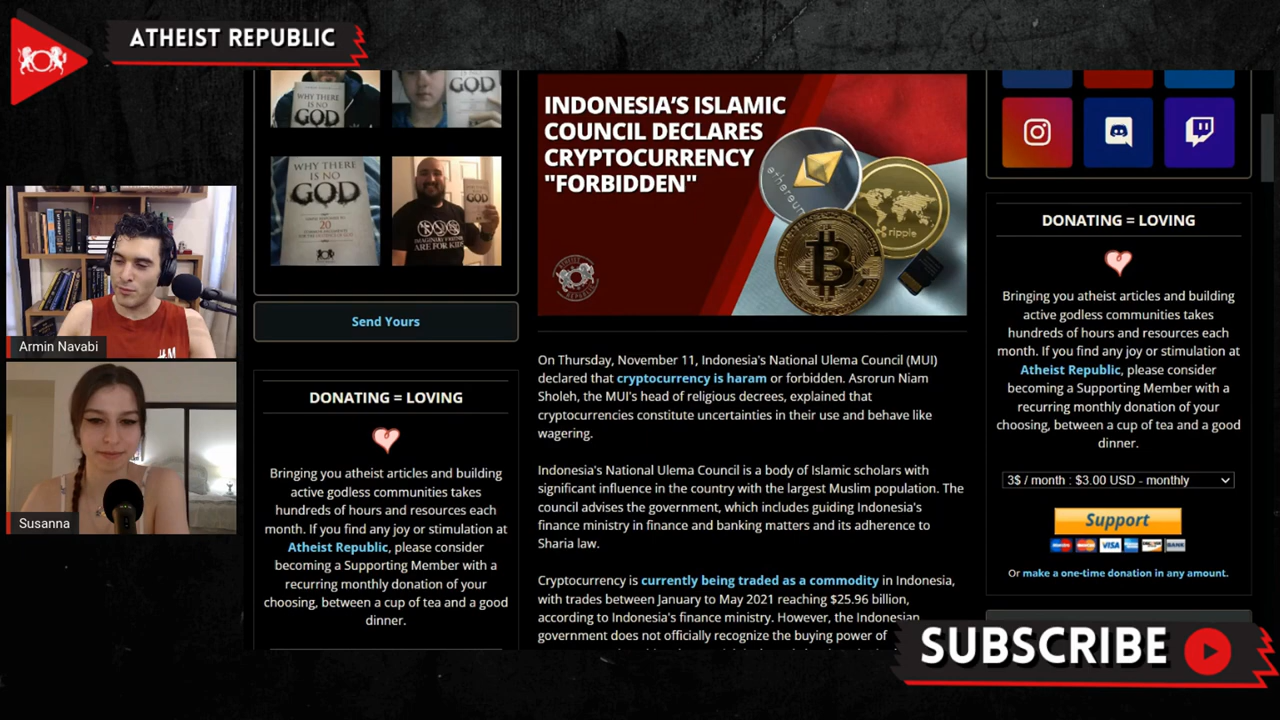 ATHEIST REPUBLIC
WHY THERE
IS NO
GOD
GOD
WHY THERE
IS NO
GOD
20
GOD
IMAGINARY FRIENDS
ARE FOR KIDS
Send Yours
DONATING = LOVING
Bringing you atheist articles and building
active godless communities takes
hundreds of hours and resources each
month. If you find any joy or stimulation at
Atheist Republic, please consider
becoming a Supporting Member with a
recurring monthly donation of your
choosing, between a cup of tea and a good
dinner.
INDONESIA'S ISLAMIC
COUNCIL DECLARES
CRYPTOCURRENCY
"FORBIDDEN"
ethereum
ripple
ATHEIST
REPUBLIC
On Thursday, November 11, Indonesia's National Ulema Council (MUI)
declared that cryptocurrency is haram or forbidden. Asrorun Niam
Sholeh, the MUI's head of religious decrees, explained that
cryptocurrencies constitute uncertainties in their use and behave like
wagering.
Indonesia's National Ulema Council is a body of Islamic scholars with
significant influence in the country with the largest Muslim population. The
council advises the government, which includes guiding Indonesia's
finance ministry in finance and banking matters and its adherence to
Sharia law.
Cryptocurrency is currently being traded as a commodity in Indonesia,
with trades between January to May 2021 reaching $25.96 billion,
according to Indonesia's finance ministry. However, the Indonesian
government does not officially recognize the buying power of
DONATING = LOVING
Bringing you atheist articles and building
active godless communities takes
hundreds of hours and resources each
month. If you find any joy or stimulation at
Atheist Republic, please consider
becoming a Supporting Member with a
recurring monthly donation of your
choosing, between a cup of tea and a good
dinner.
3$ / month : $3.00 USD - monthly
Support
VISA
BANK
Or make a one-time donation in any amount.
Armin Navabi
Susanna
SUBSCRIBE